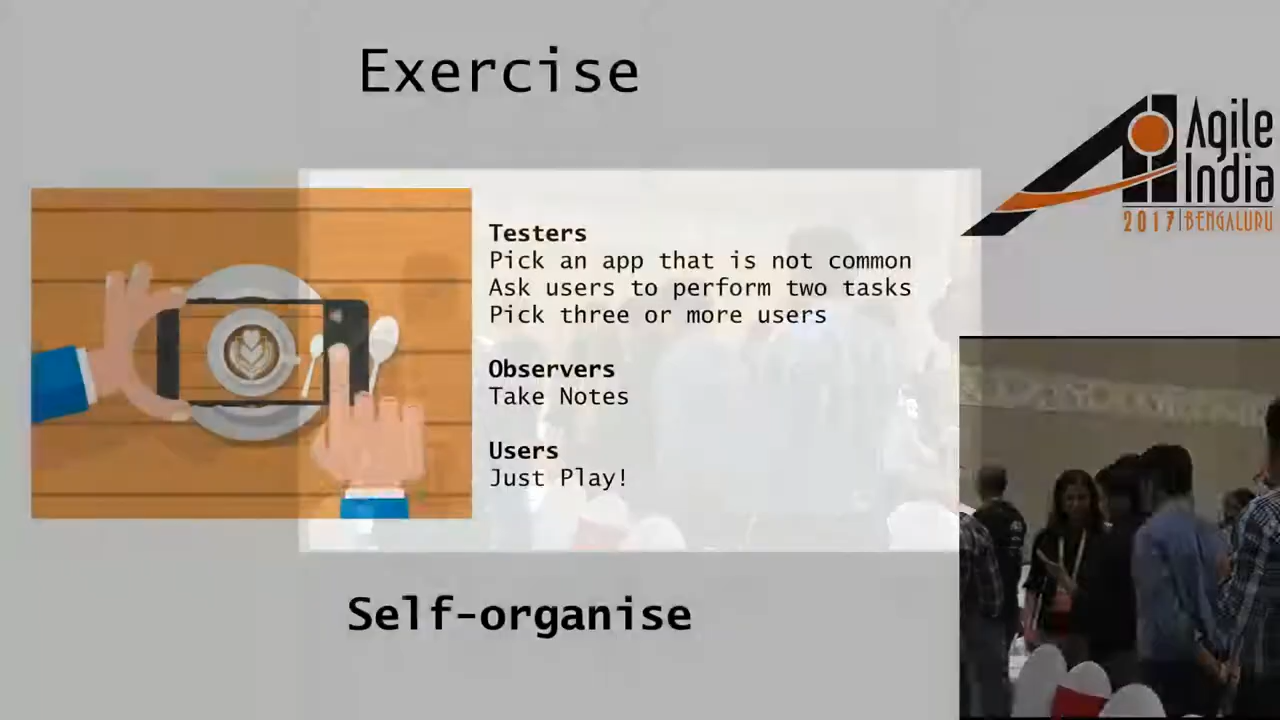 Exercise
Testers
Pick an app that is not common
Ask users to perform two tasks
Pick three or more users
Observers
Take Notes
Users
Just Play!
Self-organise
Agile
India
2017 | BENGALURU